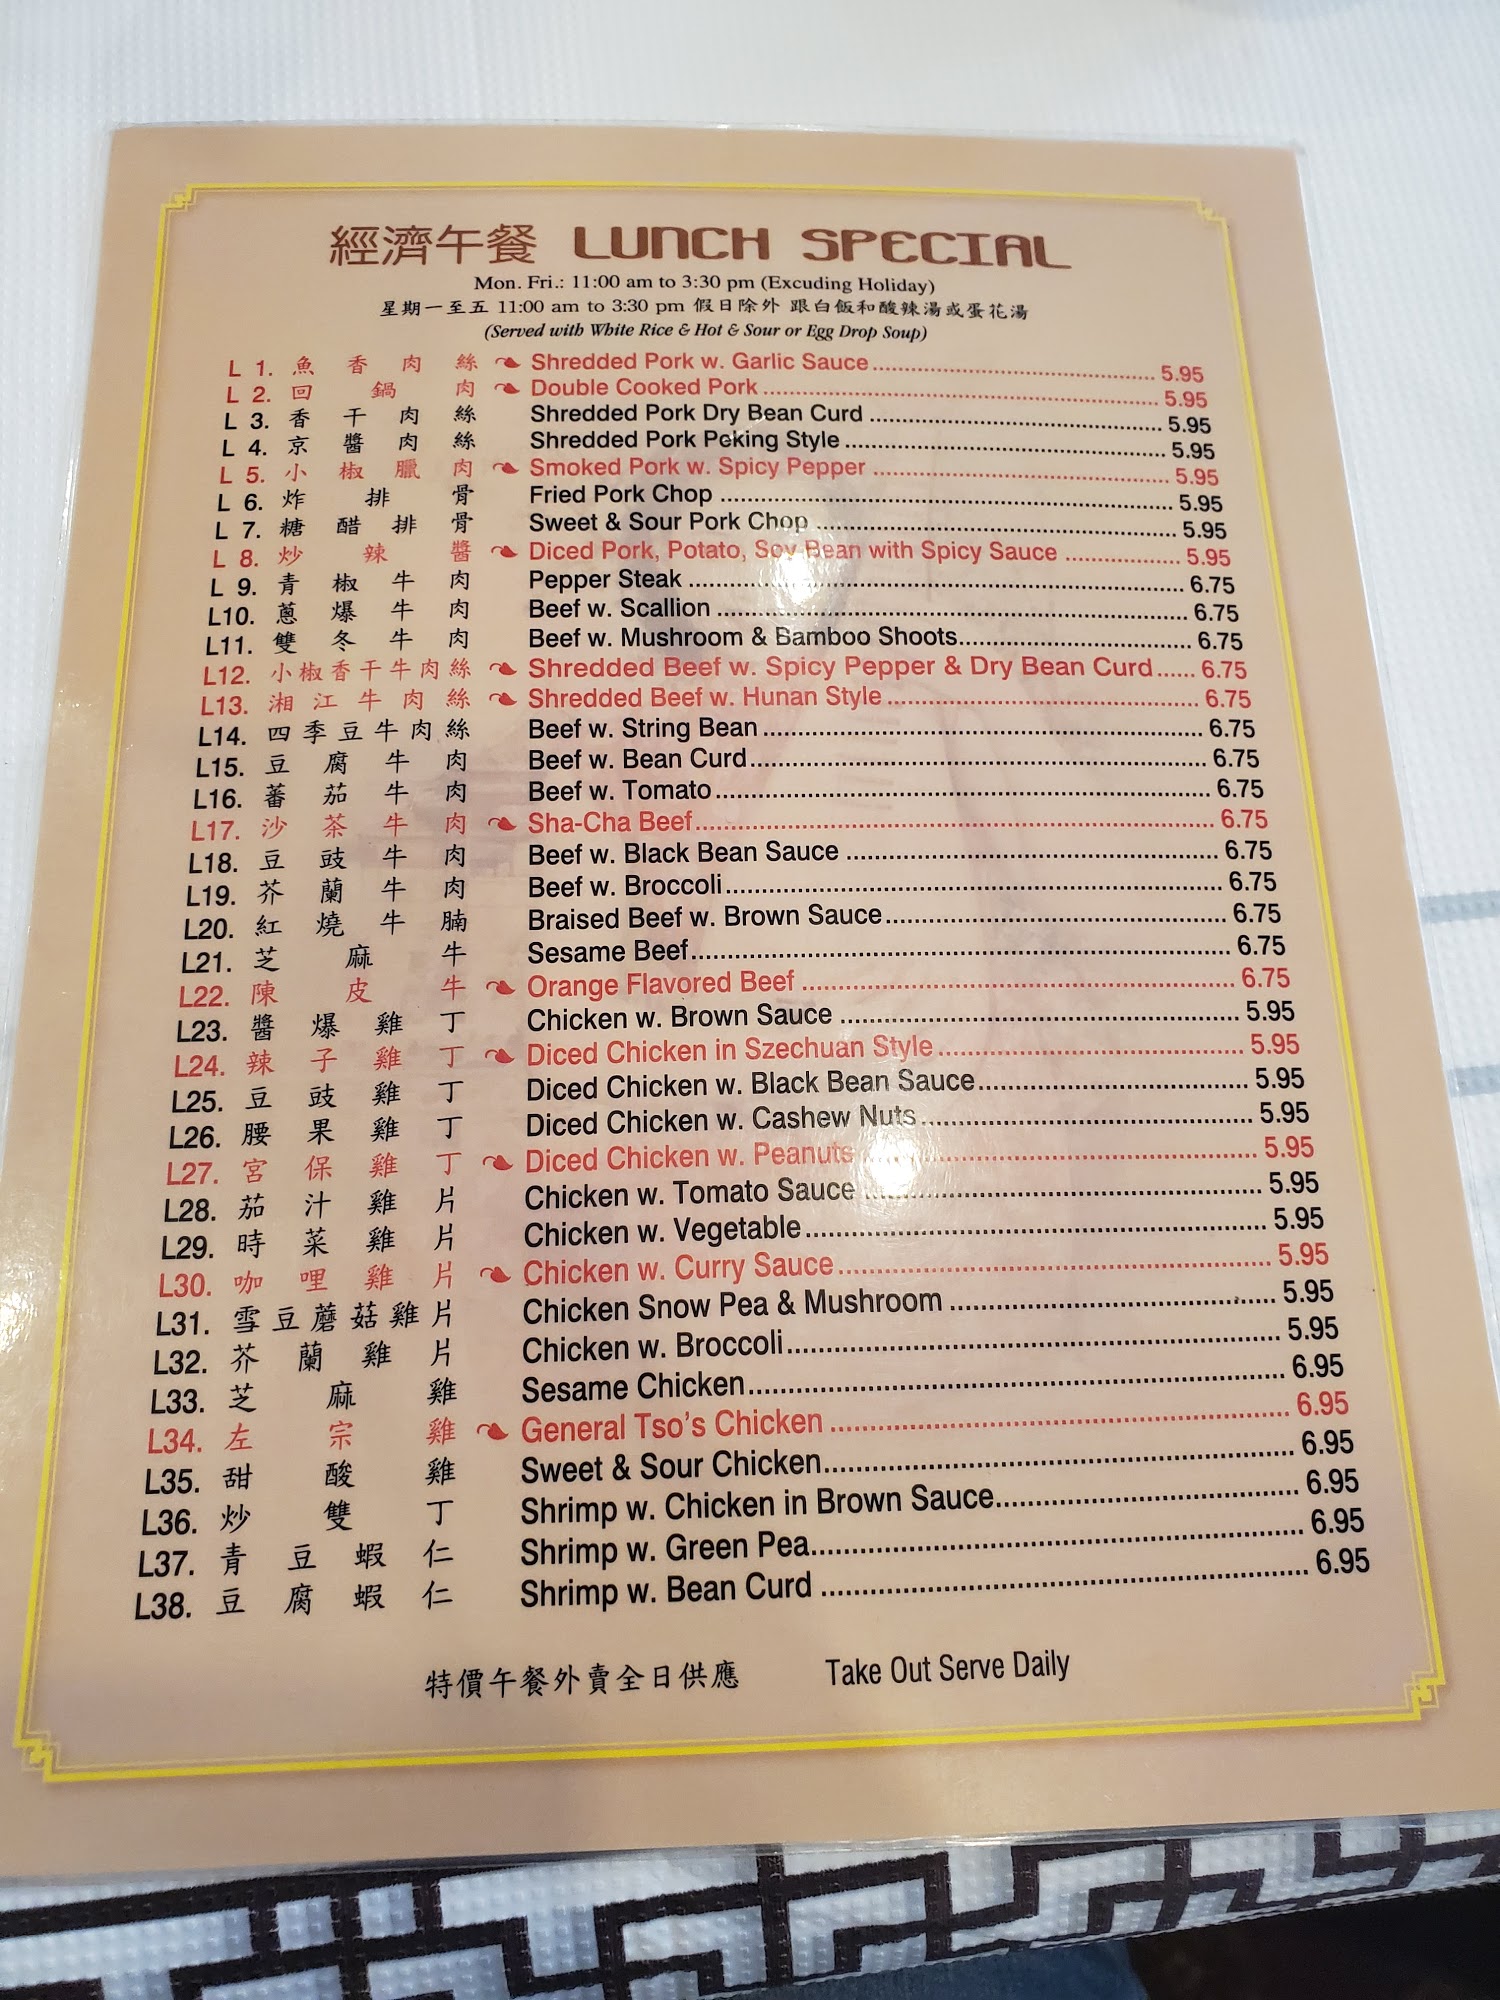 經濟午餐 LUNCH SPECIAL
Mon. Fri.: 11:00 am to 3:30 pm (Excuding Holiday)
星期一至五 11:00 am to 3:30 pm 假日除外 跟白飯和酸辣湯或蛋花湯
(Served with White Rice & Hot & Sour or Egg Drop Soup)
L 1. 魚香肉絲 Shredded Pork w. Garlic Sauce 5.95
L 2. 回鍋肉 Double Cooked Pork 5.95
L 3. 香干肉絲 Shredded Pork Dry Bean Curd 5.95
L 4. 京醬肉絲 Shredded Pork Peking Style 5.95
L 5. 小椒臘肉 Smoked Pork w. Spicy Pepper 5.95
L 6. 炸排骨 Fried Pork Chop 5.95
L 7. 糖醋排骨 Sweet & Sour Pork Chop 5.95
L 8. 炒辣醬 Diced Pork, Potato, Soy Bean with Spicy Sauce 5.95
L 9. 青椒牛肉 Pepper Steak 6.75
L10. 蔥爆牛肉 Beef w. Scallion 6.75
L11. 雙冬牛肉 Beef w. Mushroom & Bamboo Shoots 6.75
L12. 小椒香干牛肉絲 Shredded Beef w. Spicy Pepper & Dry Bean Curd 6.75
L13. 湘江牛肉絲 Shredded Beef w. Hunan Style 6.75
L14. 四季豆牛肉絲 Beef w. String Bean 6.75
L15. 豆腐牛肉 Beef w. Bean Curd 6.75
L16. 蕃茄牛肉 Beef w. Tomato 6.75
L17. 沙茶牛肉 Sha-Cha Beef 6.75
L18. 豆豉牛肉 Beef w. Black Bean Sauce 6.75
L19. 芥蘭牛肉 Beef w. Broccoli 6.75
L20. 紅燒牛腩 Braised Beef w. Brown Sauce 6.75
L21. 芝麻牛 Sesame Beef 6.75
L22. 陳皮牛 Orange Flavored Beef 6.75
L23. 醬爆雞丁 Chicken w. Brown Sauce 5.95
L24. 辣子雞丁 Diced Chicken in Szechuan Style 5.95
L25. 豆豉雞丁 Diced Chicken w. Black Bean Sauce 5.95
L26. 腰果雞丁 Diced Chicken w. Cashew Nuts 5.95
L27. 宮保雞丁 Diced Chicken w. Peanuts 5.95
L28. 茄汁雞片 Chicken w. Tomato Sauce 5.95
L29. 時菜雞片 Chicken w. Vegetable 5.95
L30. 咖哩雞片 Chicken w. Curry Sauce 5.95
L31. 雪豆蘑菇雞片 Chicken Snow Pea & Mushroom 5.95
L32. 芥蘭雞片 Chicken w. Broccoli 5.95
L33. 芝麻雞 Sesame Chicken 6.95
L34. 左宗雞 General Tso's Chicken 6.95
L35. 甜酸雞 Sweet & Sour Chicken 6.95
L36. 炒雙丁 Shrimp w. Chicken in Brown Sauce 6.95
L37. 青豆蝦仁 Shrimp w. Green Pea 6.95
L38. 豆腐蝦仁 Shrimp w. Bean Curd 6.95
特價午餐外賣全日供應 Take Out Serve Daily